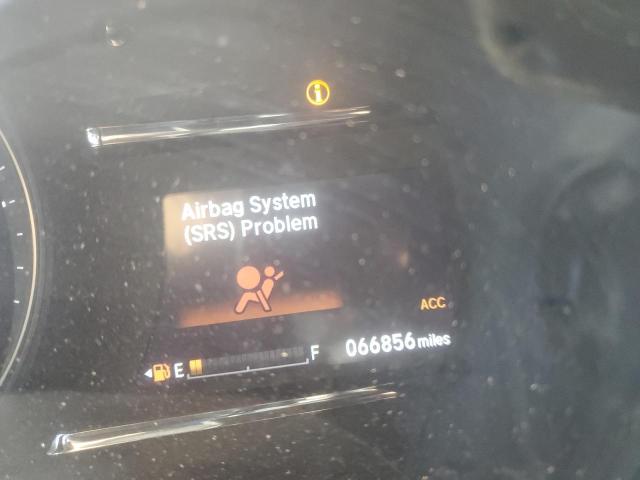 i
Airbag System
(SRS) Problem
ACC
E F
066856 miles